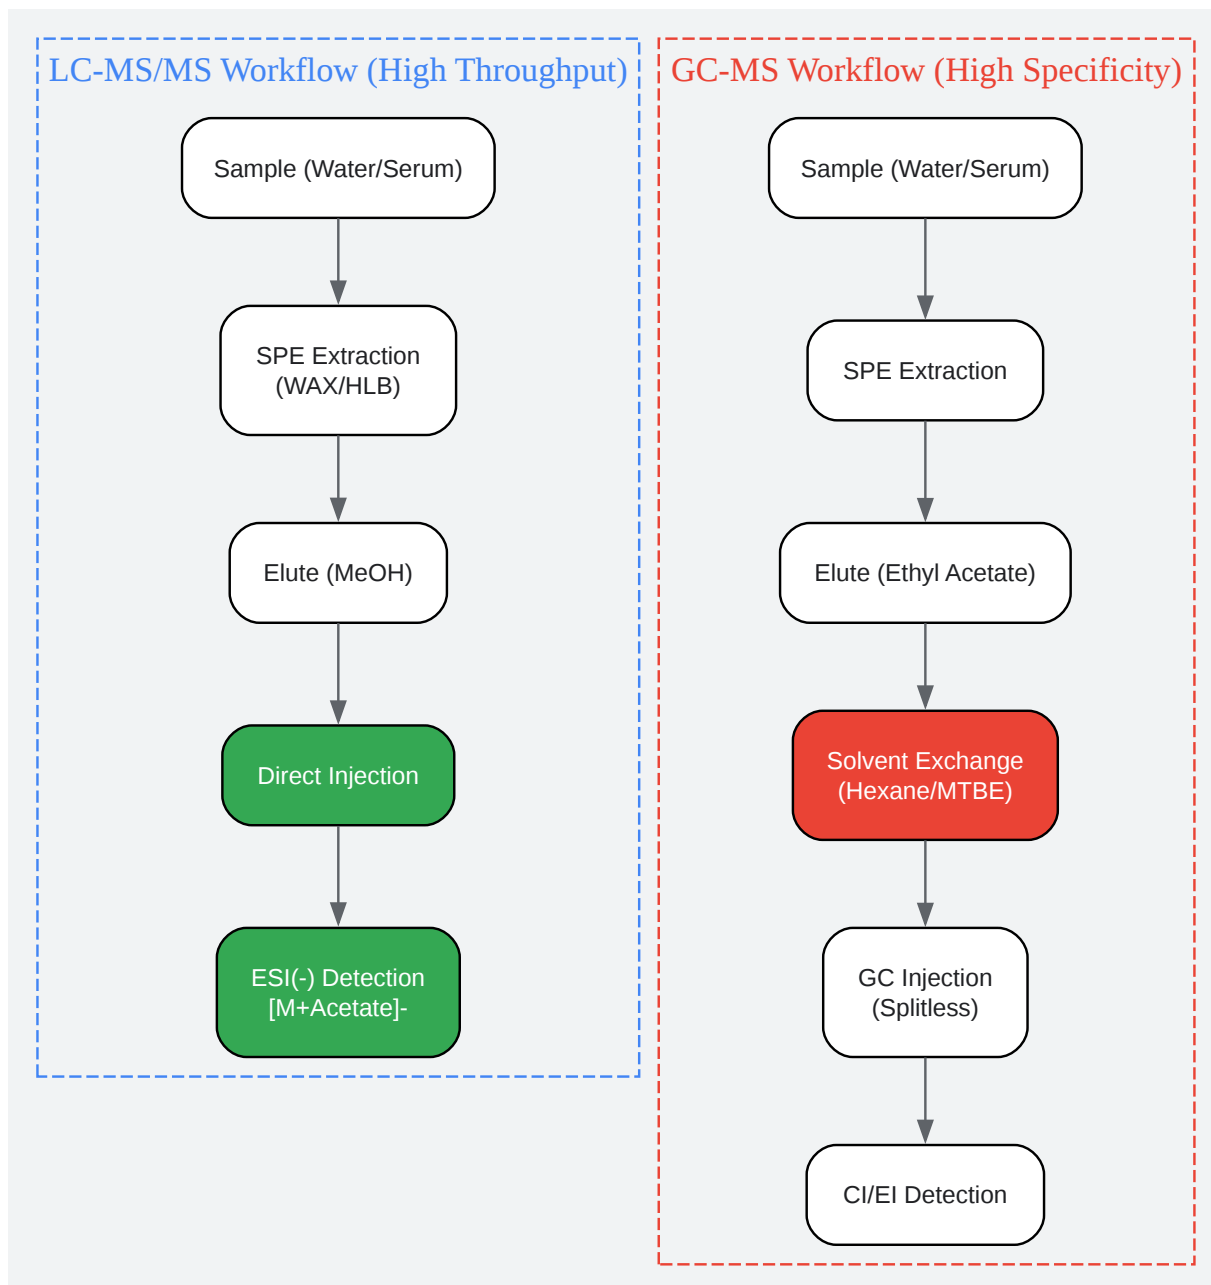 LC-MS/MS Workflow (High Throughput)
Sample (Water/Serum)
SPE Extraction
(WAX/HLB)
Elute (MeOH)
Direct Injection
ESI(-) Detection
[M+Acetate]-
GC-MS Workflow (High Specificity)
Sample (Water/Serum)
SPE Extraction
Elute (Ethyl Acetate)
Solvent Exchange
(Hexane/MTBE)
GC Injection
(Splitless)
CI/EI Detection